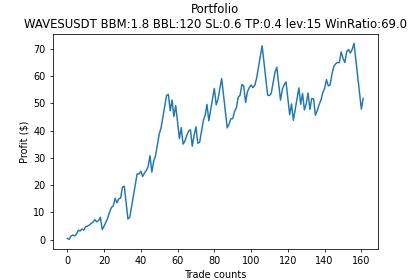 Portfolio
WAVESUSDT BBM:1.8 BBL:120 SL:0.6 TP:0.4 lev:15 WinRatio:69.0
Profit ($)
70
60
50
40
30
20
10
0
0 20 40 60 80 100 120 140 160
Trade counts